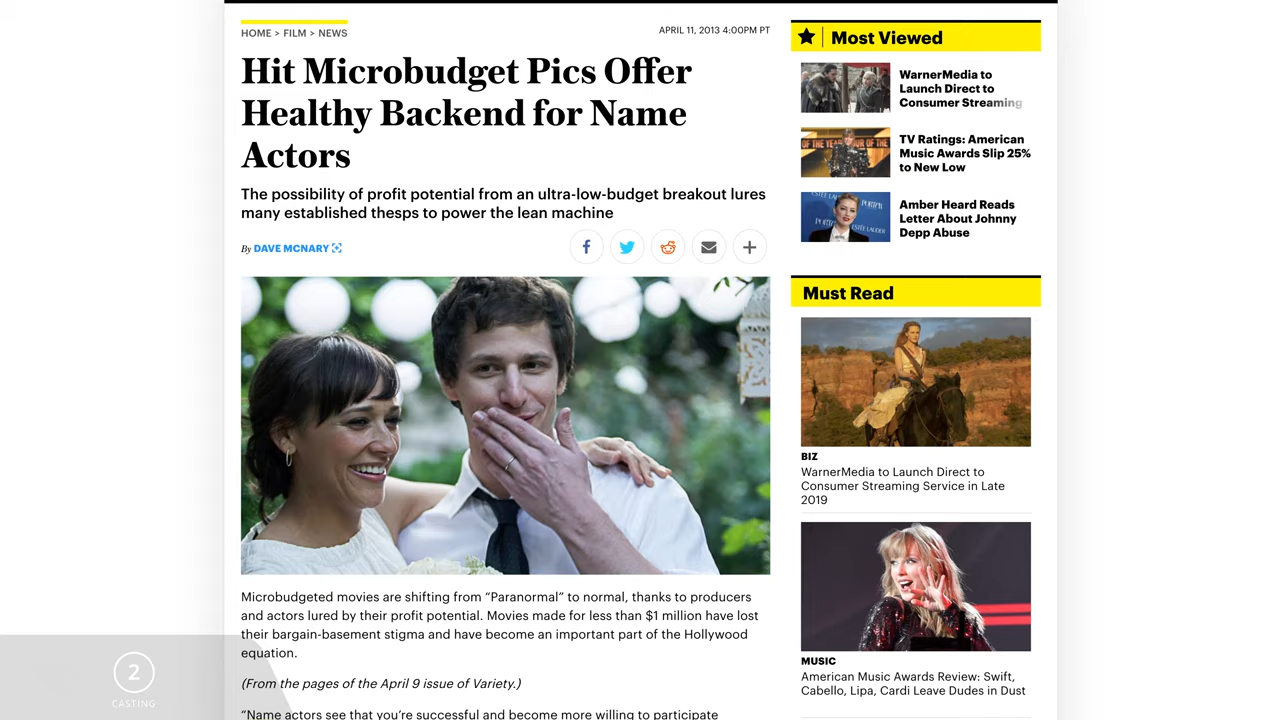 HOME > FILM > NEWS
APRIL 11, 2013 4:00PM PT
Hit Microbudget Pics Offer
Healthy Backend for Name
Actors
The possibility of profit potential from an ultra-low-budget breakout lures
many established thesps to power the lean machine
By DAVE MCNARY
Microbudgeted movies are shifting from “Paranormal” to normal, thanks to producers
and actors lured by their profit potential. Movies made for less than $1 million have lost
their bargain-basement stigma and have become an important part of the Hollywood
equation.
(From the pages of the April 9 issue of Variety.)
“Name actors see that you’re successful and become more willing to participate
Most Viewed
WarnerMedia to
Launch Direct to
Consumer Streaming
TV Ratings: American
Music Awards Slip 25%
to New Low
Amber Heard Reads
Letter About Johnny
Depp Abuse
Must Read
BIZ
WarnerMedia to Launch Direct to
Consumer Streaming Service in Late
2019
MUSIC
American Music Awards Review: Swift,
Cabello, Lipa, Cardi Leave Dudes in Dust
2
CASTING